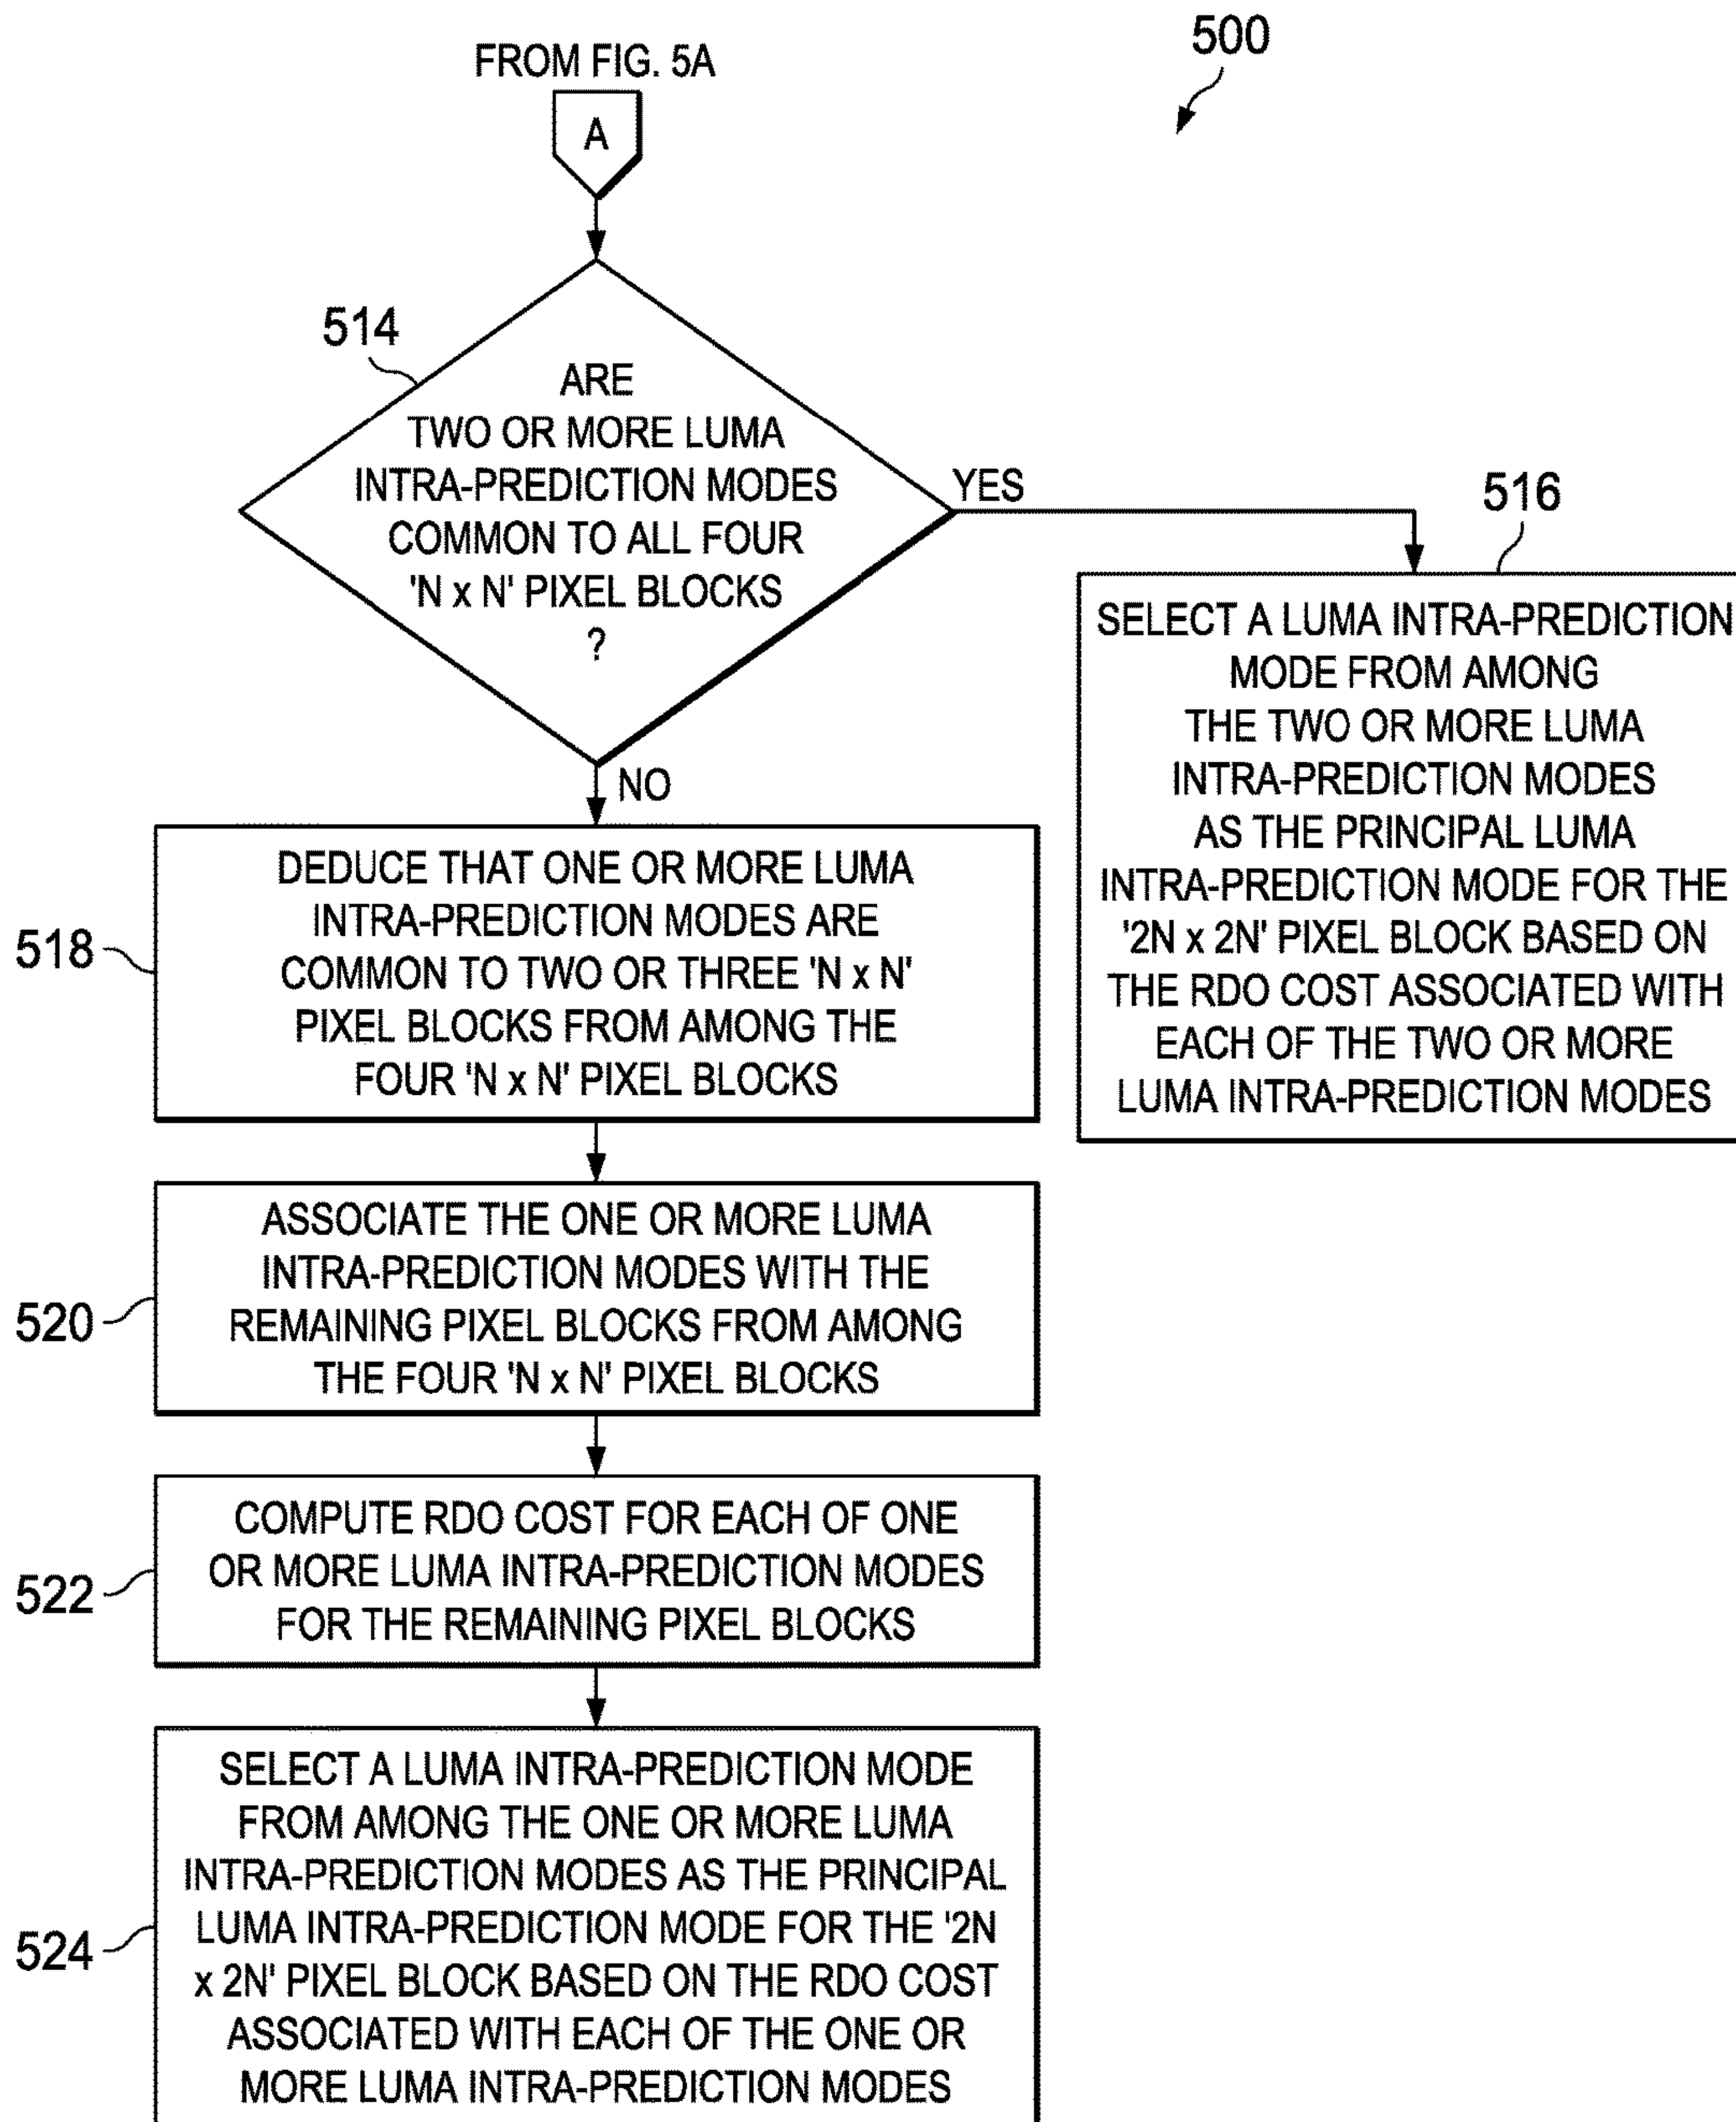 500
FROM FIG. 5A
A
514
ARE
TWO OR MORE LUMA
INTRA-PREDICTION MODES
COMMON TO ALL FOUR
'N x N' PIXEL BLOCKS
?
YES
NO
516
SELECT A LUMA INTRA-PREDICTION
MODE FROM AMONG
THE TWO OR MORE LUMA
INTRA-PREDICTION MODES
AS THE PRINCIPAL LUMA
INTRA-PREDICTION MODE FOR THE
'2N x 2N' PIXEL BLOCK BASED ON
THE RDO COST ASSOCIATED WITH
EACH OF THE TWO OR MORE
LUMA INTRA-PREDICTION MODES
518
DEDUCE THAT ONE OR MORE LUMA
INTRA-PREDICTION MODES ARE
COMMON TO TWO OR THREE 'N x N'
PIXEL BLOCKS FROM AMONG THE
FOUR 'N x N' PIXEL BLOCKS
520
ASSOCIATE THE ONE OR MORE LUMA
INTRA-PREDICTION MODES WITH THE
REMAINING PIXEL BLOCKS FROM AMONG
THE FOUR 'N x N' PIXEL BLOCKS
522
COMPUTE RDO COST FOR EACH OF ONE
OR MORE LUMA INTRA-PREDICTION MODES
FOR THE REMAINING PIXEL BLOCKS
524
SELECT A LUMA INTRA-PREDICTION MODE
FROM AMONG THE ONE OR MORE LUMA
INTRA-PREDICTION MODES AS THE PRINCIPAL
LUMA INTRA-PREDICTION MODE FOR THE '2N
x 2N' PIXEL BLOCK BASED ON THE RDO COST
ASSOCIATED WITH EACH OF THE ONE OR
MORE LUMA INTRA-PREDICTION MODES